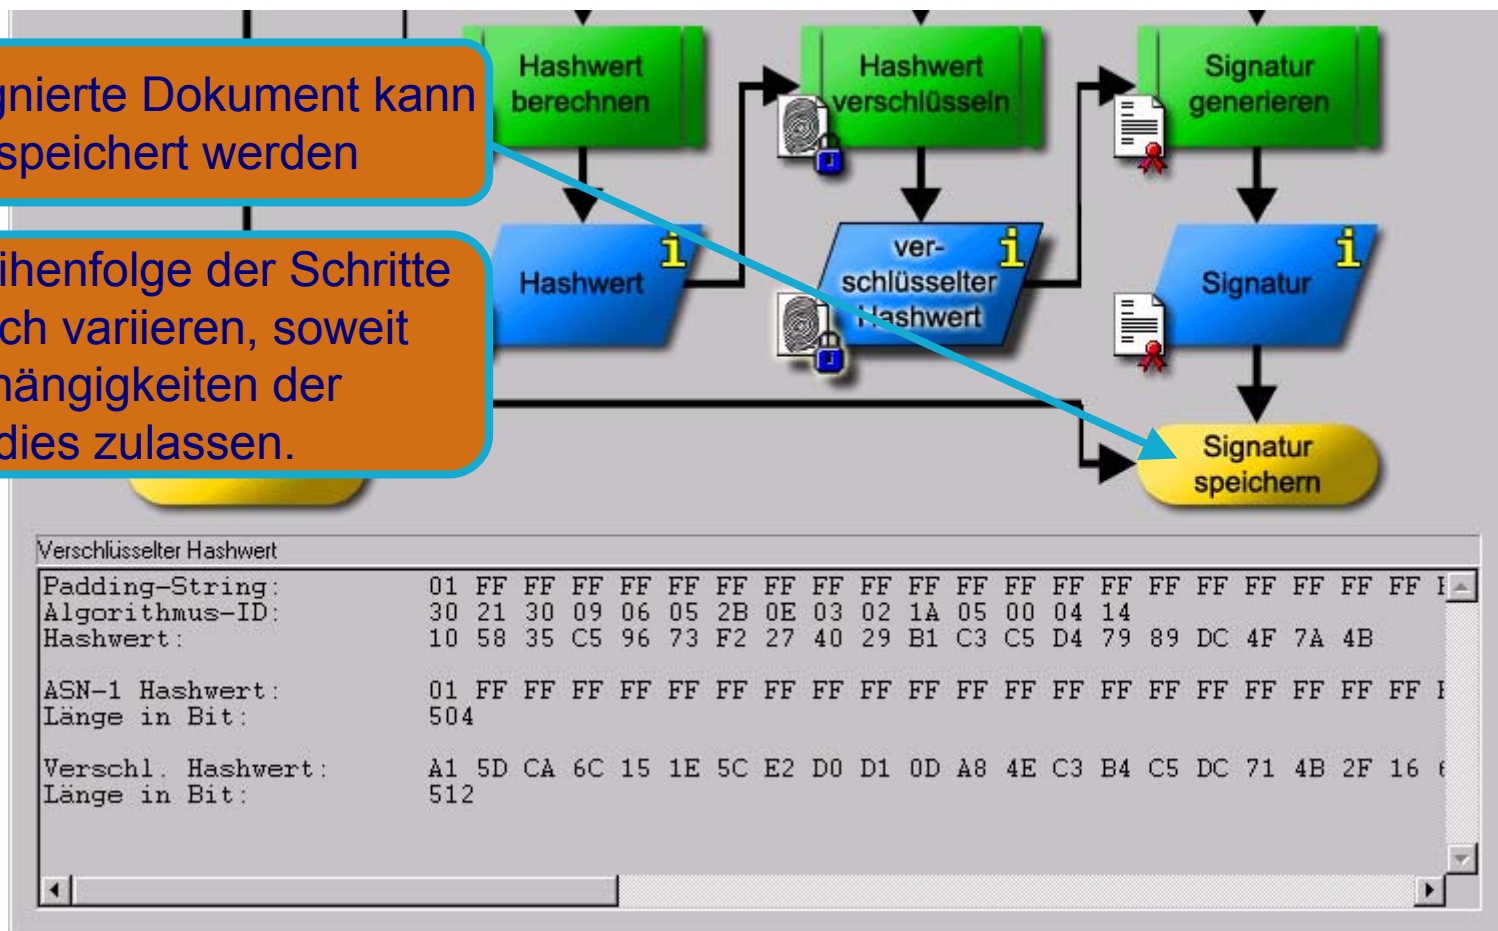 gnierte Dokument kann
speichert werden
ihenfolge der Schritte
ch variieren, soweit
hängigkeiten der
dies zulassen.
Hashwert
berechnen
Hashwert
verschlüsseln
Signatur
generieren
Hashwert
i
ver-
schlüsselter
Hashwert
i
Signatur
i
Signatur
speichern
Verschlüsselter Hashwert
Padding-String: 01 FF FF FF FF FF FF FF FF FF FF FF FF FF FF FF FF FF FF FF FF
Algorithmus-ID: 30 21 30 09 06 05 2B 0E 03 02 1A 05 00 04 14
Hashwert: 10 58 35 C5 96 73 F2 27 40 29 B1 C3 C5 D4 79 89 DC 4F 7A 4B
ASN-1 Hashwert: 01 FF FF FF FF FF FF FF FF FF FF FF FF FF FF FF FF FF FF FF FF
Länge in Bit: 504
Verschl. Hashwert: A1 5D CA 6C 15 1E 5C E2 D0 D1 0D A8 4E C3 B4 C5 DC 71 4B 2F 16
Länge in Bit: 512